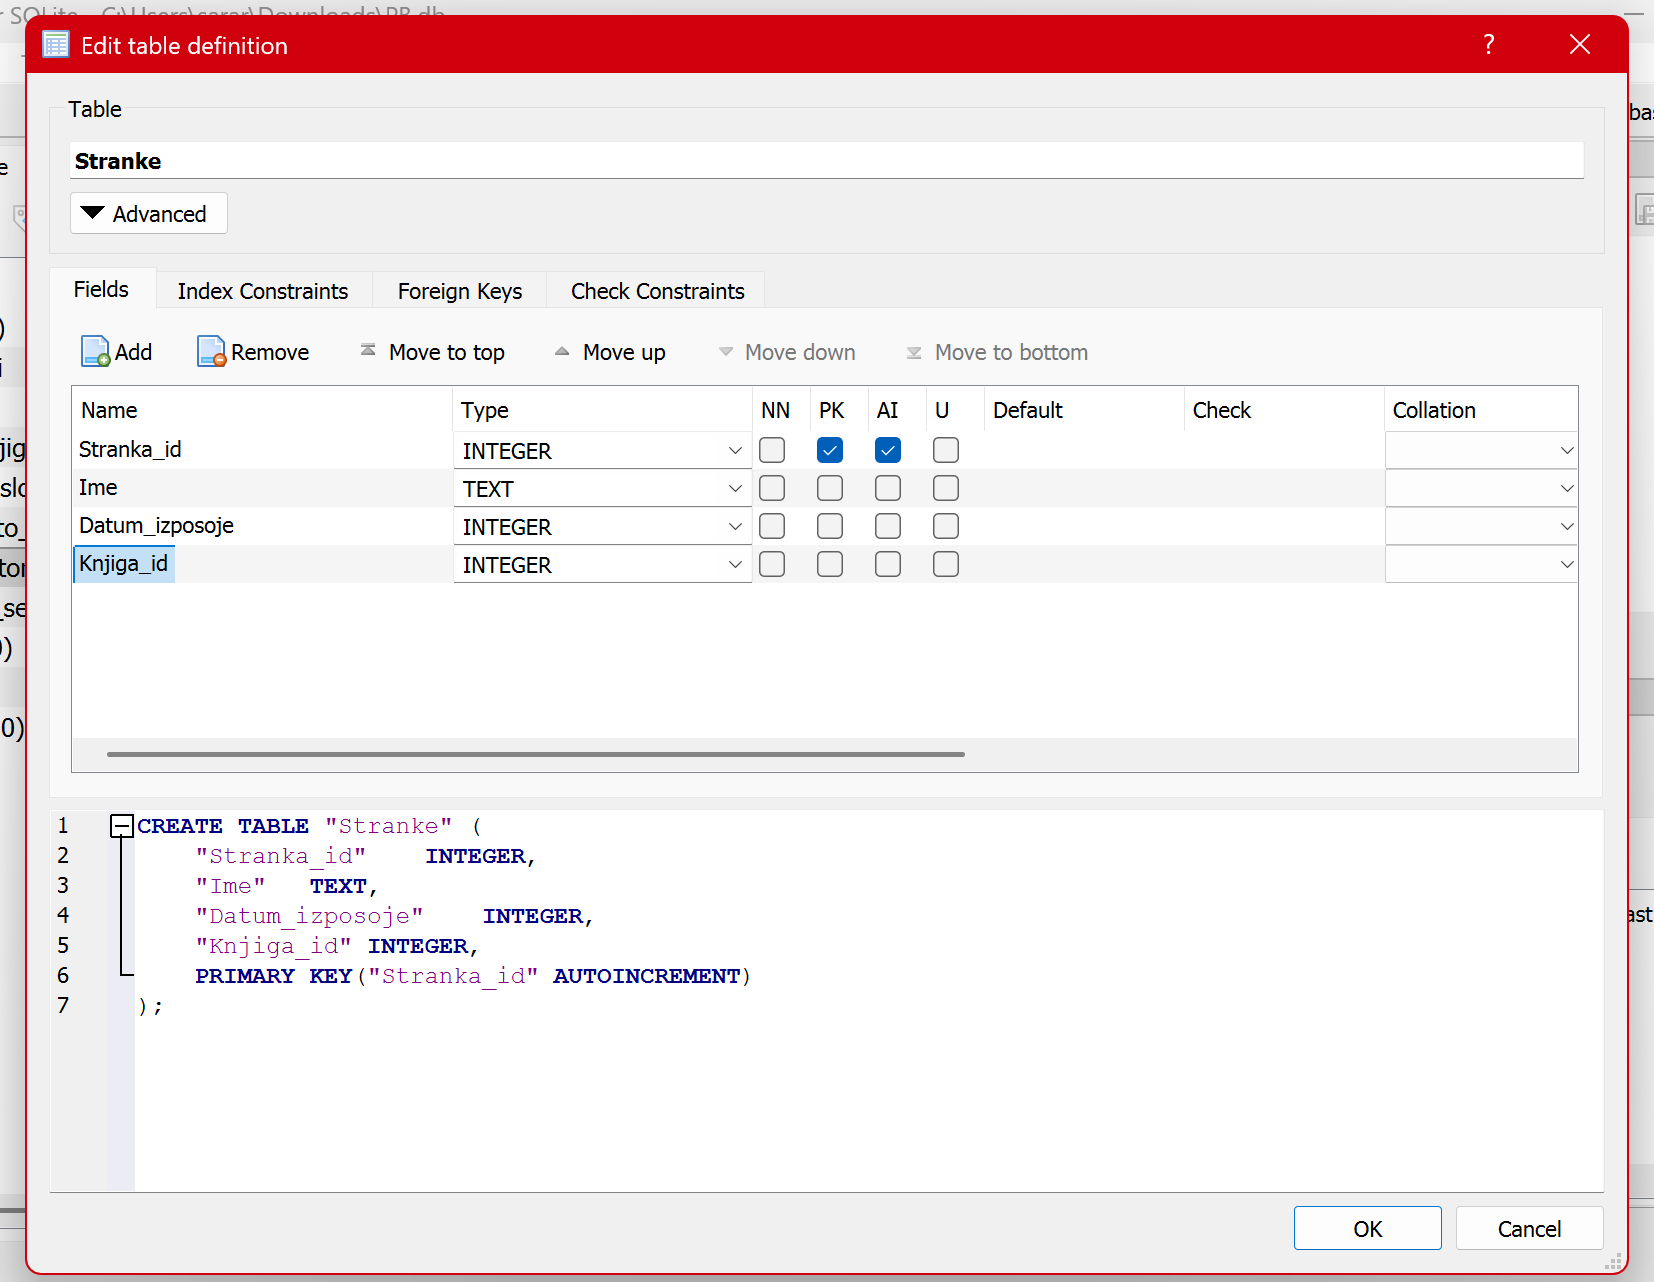 Edit table definition
Table
Stranke
Advanced
Fields Index Constraints Foreign Keys Check Constraints
Add Remove Move to top Move up Move down Move to bottom
Name Type NN PK AI U Default Check Collation
Stranka_id INTEGER
Ime TEXT
Datum_izposoje INTEGER
Knjiga_id INTEGER
1 CREATE TABLE "Stranke" (
2 "Stranka_id" INTEGER,
3 "Ime" TEXT,
4 "Datum_izposoje" INTEGER,
5 "Knjiga_id" INTEGER,
6 PRIMARY KEY("Stranka_id" AUTOINCREMENT)
7 );
OK Cancel